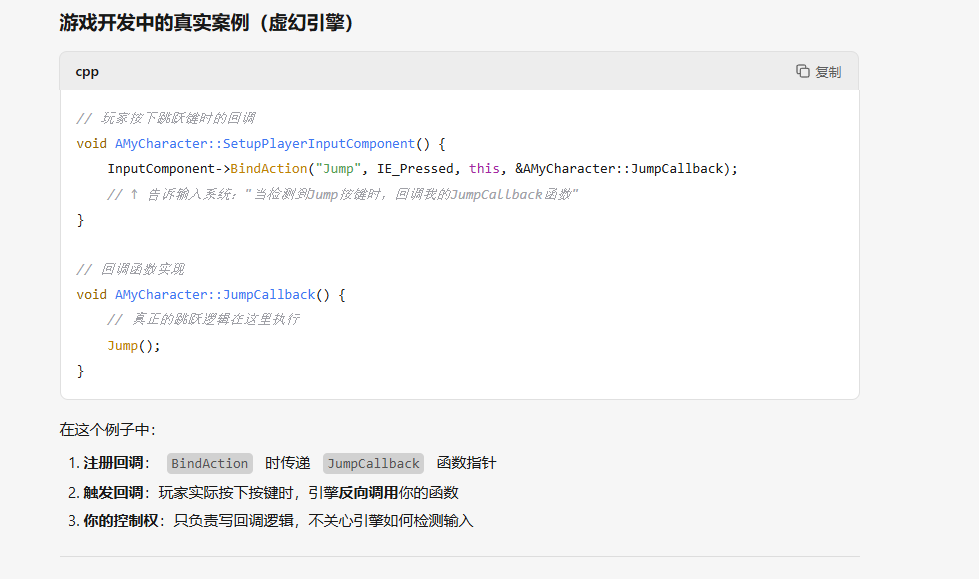 游戏开发中的真实案例（虚幻引擎）
cpp
复制
// 玩家按下跳跃键时的回调
void AMyCharacter::SetupPlayerInputComponent() {
    InputComponent->BindAction("Jump", IE_Pressed, this, &AMyCharacter::JumpCallback);
    // ↑ 告诉输入系统："当检测到Jump按键时，回调我的JumpCallback函数"
}
// 回调函数实现
void AMyCharacter::JumpCallback() {
    // 真正的跳跃逻辑在这里执行
    Jump();
}
在这个例子中：
1. 注册回调： BindAction 时传递 JumpCallback 函数指针
2. 触发回调：玩家实际按下按键时，引擎反向调用你的函数
3. 你的控制权：只负责写回调逻辑，不关心引擎如何检测输入